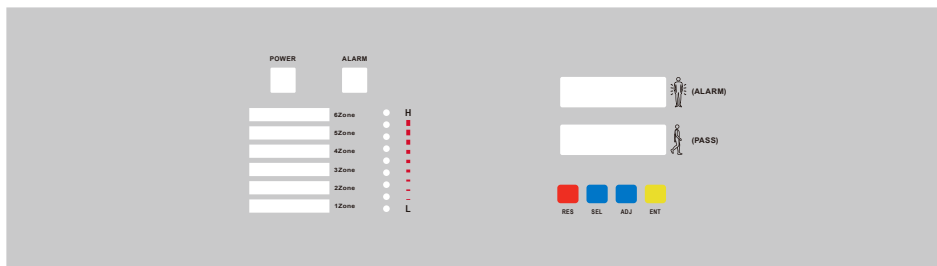 POWER
ALARM
6Zone
5Zone
4Zone
3Zone
2Zone
1Zone
H
L
(ALARM)
(PASS)
RES
SEL
ADJ
ENT